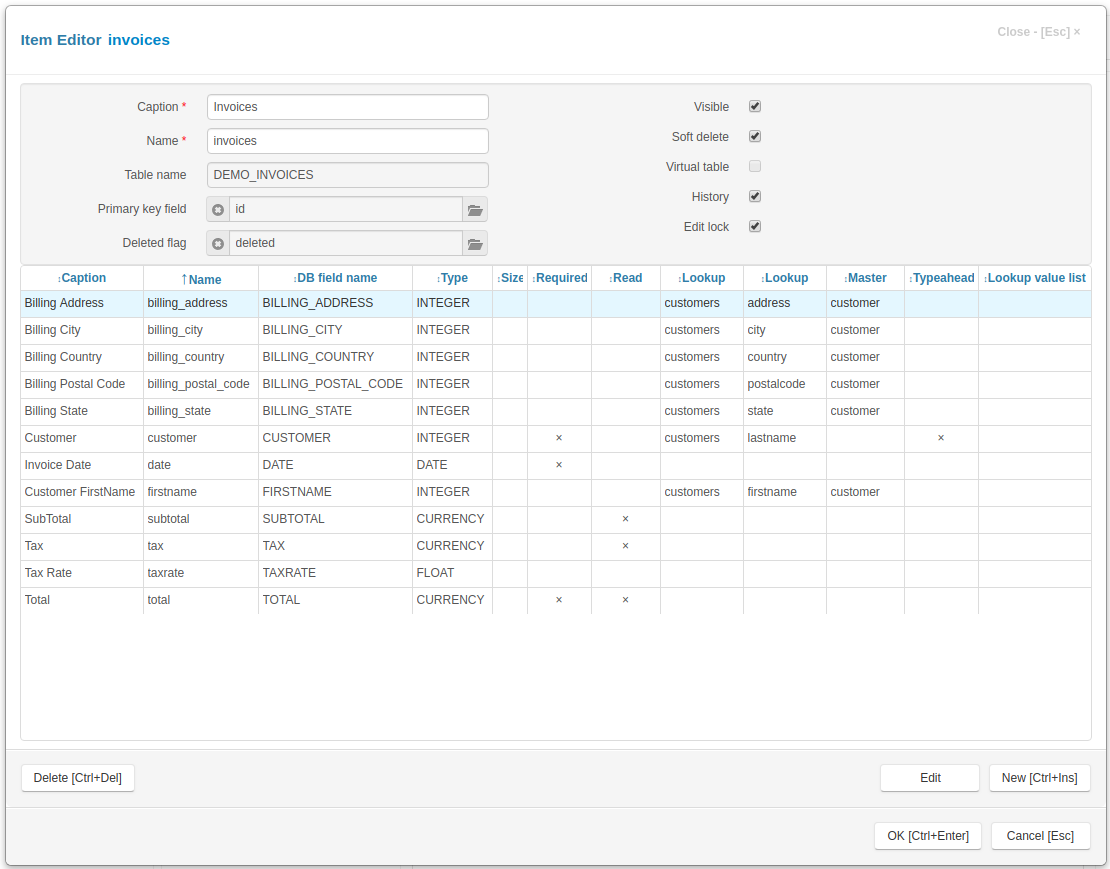 Item Editor invoices
Close - [Esc] ×
Caption * Invoices Visible
Name * invoices Soft delete
Table name DEMO_INVOICES Virtual table
Primary key field id History
Deleted flag deleted Edit lock
↕Caption ↑Name ↕DB field name ↕Type ↕Size ↕Required ↕Read ↕Lookup ↕Lookup ↕Master ↕Typeahead ↕Lookup value list
Billing Address billing_address BILLING_ADDRESS INTEGER customers address customer
Billing City billing_city BILLING_CITY INTEGER customers city customer
Billing Country billing_country BILLING_COUNTRY INTEGER customers country customer
Billing Postal Code billing_postal_code BILLING_POSTAL_CODE INTEGER customers postalcode customer
Billing State billing_state BILLING_STATE INTEGER customers state customer
Customer customer CUSTOMER INTEGER × customers lastname ×
Invoice Date date DATE DATE ×
Customer FirstName firstname FIRSTNAME INTEGER customers firstname customer
SubTotal subtotal SUBTOTAL CURRENCY ×
Tax tax TAX CURRENCY ×
Tax Rate taxrate TAXRATE FLOAT
Total total TOTAL CURRENCY × ×
Delete [Ctrl+Del] Edit New [Ctrl+Ins]
OK [Ctrl+Enter] Cancel [Esc]